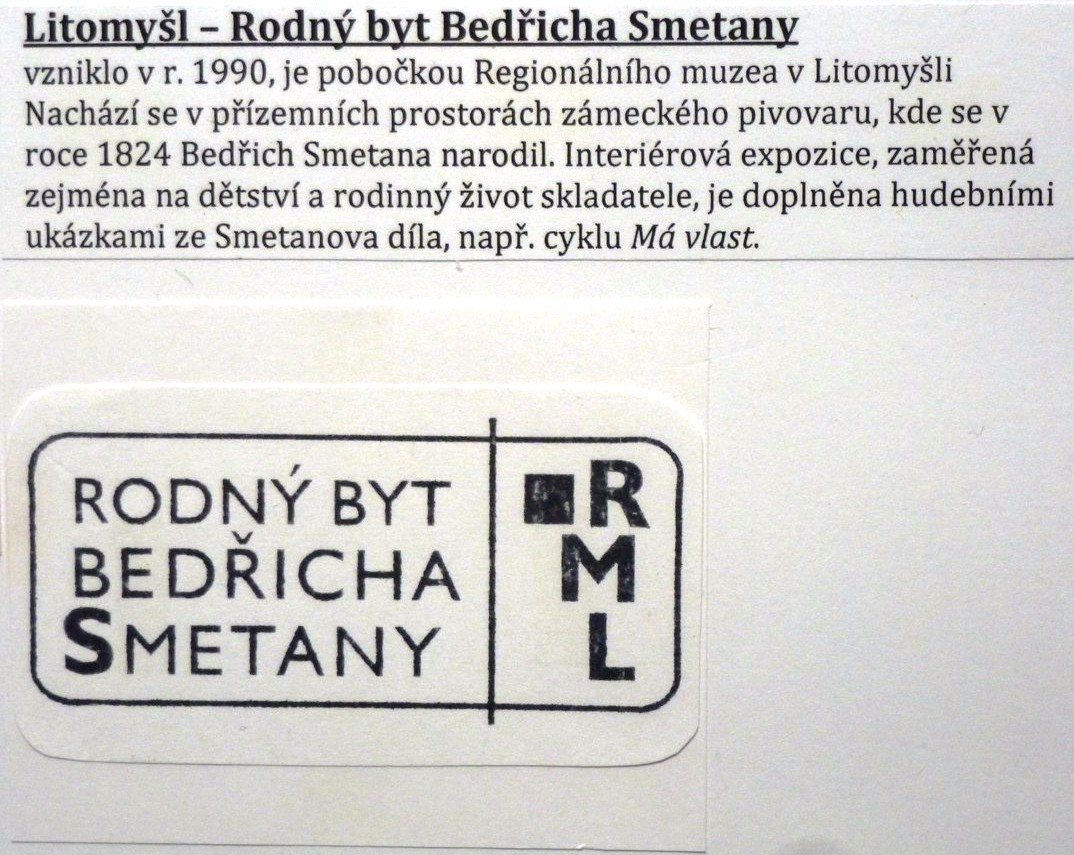 Litomyšl – Rodný byt Bedřicha Smetany
vzniklo v r. 1990, je pobočkou Regionálního muzea v Litomyšli
Nachází se v přízemních prostorách zámeckého pivovaru, kde se v
roce 1824 Bedřich Smetana narodil. Interiérová expozice, zaměřená
zejména na dětství a rodinný život skladatele, je doplněna hudebními
ukázkami ze Smetanova díla, např. cyklu Má vlast.
RODNÝ BYT
BEDŘICHA
SMETANY
R
M
L